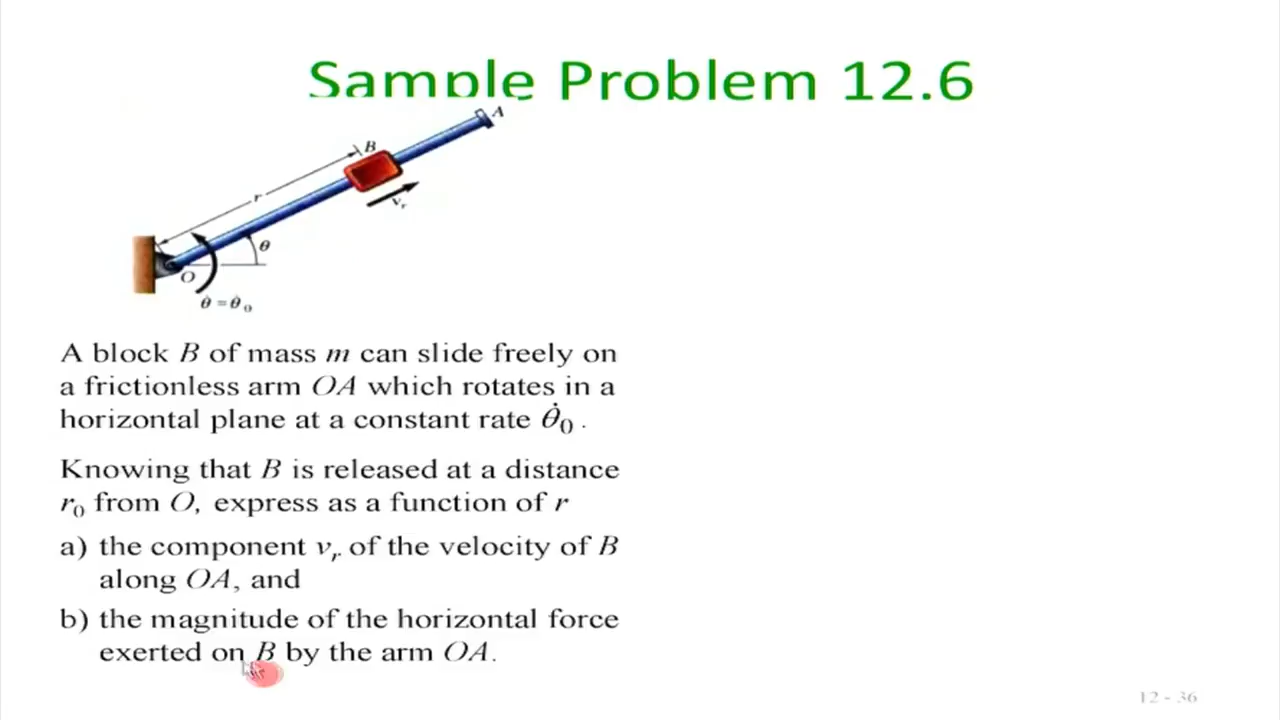 Sample Problem 12.6
A
B
r
v_r
θ
O
θ̇ = θ̇₀
A block B of mass m can slide freely on
a frictionless arm OA which rotates in a
horizontal plane at a constant rate θ̇₀ .
Knowing that B is released at a distance
r₀ from O, express as a function of r
a) the component v_r of the velocity of B
along OA, and
b) the magnitude of the horizontal force
exerted on B by the arm OA.
12 - 36